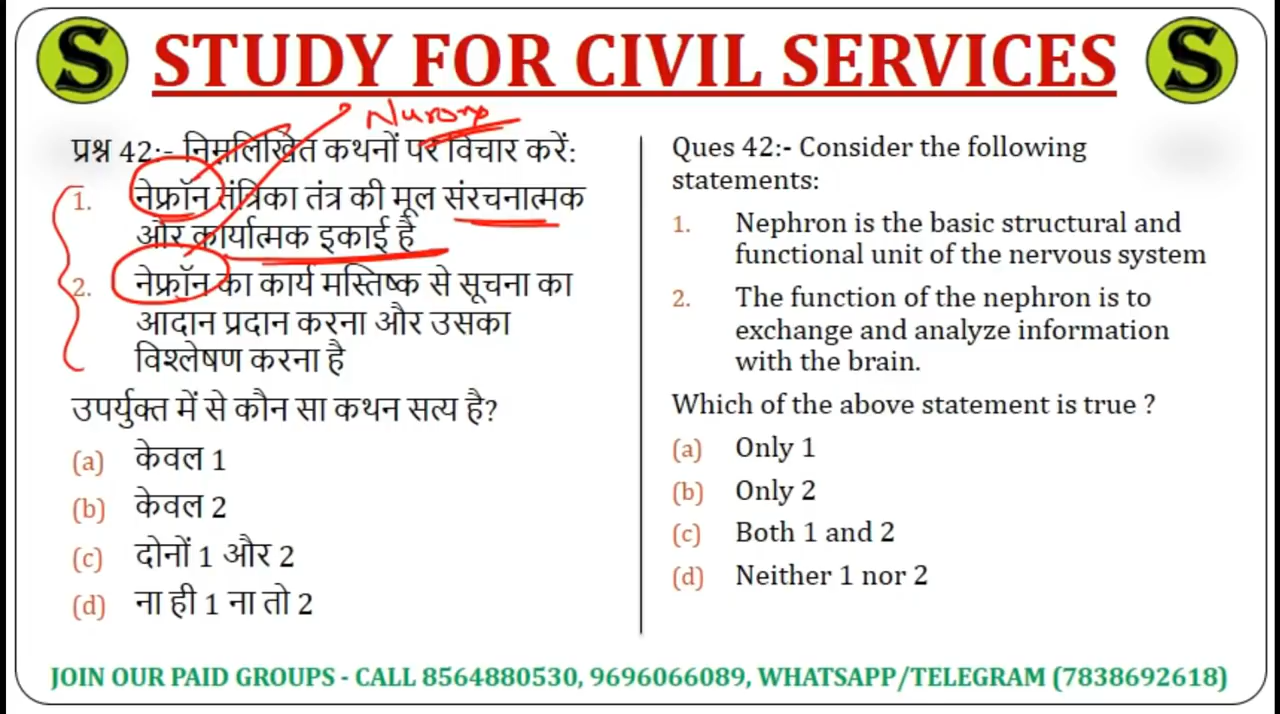 S
STUDY FOR CIVIL SERVICES
S
Nurons
प्रश्न 42:- निम्नलिखित कथनों पर विचार करें:
1. नेफ्रॉन तंत्रिका तंत्र की मूल संरचनात्मक
और कार्यात्मक इकाई है
2. नेफ्रॉन का कार्य मस्तिष्क से सूचना का
आदान प्रदान करना और उसका
विश्लेषण करना है
उपर्युक्त में से कौन सा कथन सत्य है?
(a) केवल 1
(b) केवल 2
(c) दोनों 1 और 2
(d) ना ही 1 ना तो 2
Ques 42:- Consider the following
statements:
1. Nephron is the basic structural and
functional unit of the nervous system
2. The function of the nephron is to
exchange and analyze information
with the brain.
Which of the above statement is true ?
(a) Only 1
(b) Only 2
(c) Both 1 and 2
(d) Neither 1 nor 2
JOIN OUR PAID GROUPS - CALL 8564880530, 9696066089, WHATSAPP/TELEGRAM (7838692618)